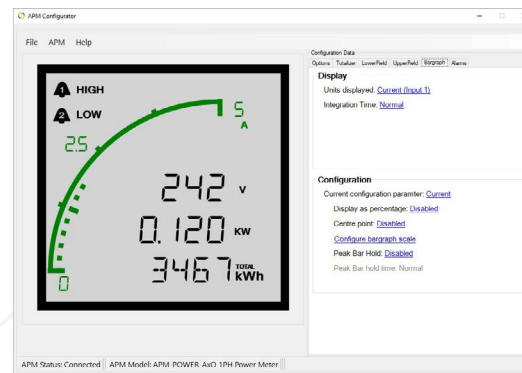 APM Configurator
File APM Help
1 HIGH
2 LOW
5
A
2.5
242 V
0.120 KW
3467 TOTAL kWh
0
Configuration Data
Options Totalizer LowerField UpperField Bargraph Alarms
Display
Units displayed: Current (Input 1)
Integration Time: Normal
Configuration
Current configuration paramter: Current
Display as percentage: Disabled
Centre point: Disabled
Configure bargraph scale
Peak Bar Hold: Disabled
Peak Bar hold time: Normal
APM Status: Connected APM Model: APM-POWER-AxO 1PH Power Meter